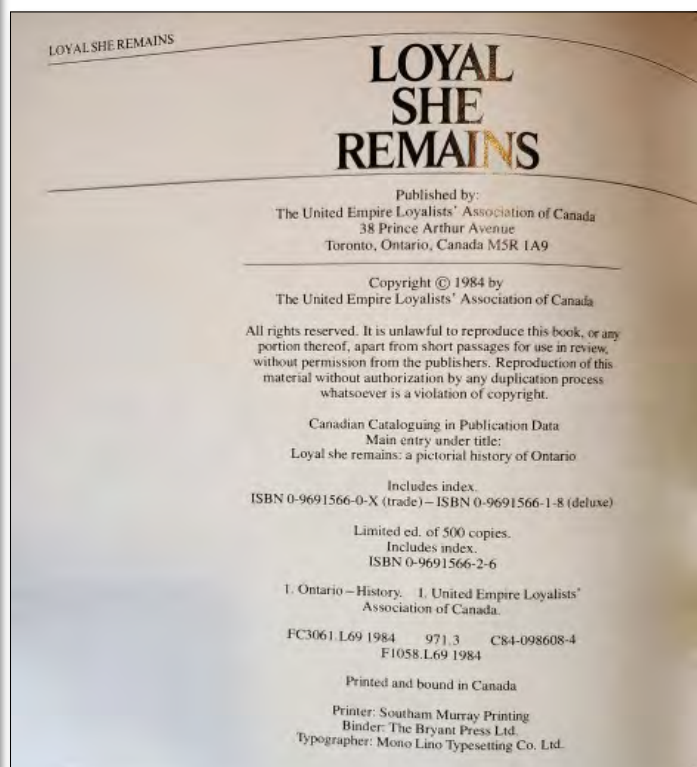 LOYAL SHE REMAINS
LOYAL
SHE
REMAINS
Published by:
The United Empire Loyalists' Association of Canada
38 Prince Arthur Avenue
Toronto, Ontario, Canada M5R 1A9
Copyright © 1984 by
The United Empire Loyalists' Association of Canada
All rights reserved. It is unlawful to reproduce this book, or any
portion thereof, apart from short passages for use in review,
without permission from the publishers. Reproduction of this
material without authorization by any duplication process
whatsoever is a violation of copyright.
Canadian Cataloguing in Publication Data
Main entry under title:
Loyal she remains: a pictorial history of Ontario
Includes index.
ISBN 0-9691566-0-X (trade) – ISBN 0-9691566-1-8 (deluxe)
Limited ed. of 500 copies.
Includes index.
ISBN 0-9691566-2-6
1. Ontario – History. I. United Empire Loyalists'
Association of Canada.
FC3061.L69 1984 971.3 C84-098608-4
F1058.L69 1984
Printed and bound in Canada
Printer: Southam Murray Printing
Binder: The Bryant Press Ltd.
Typographer: Mono Lino Typesetting Co. Ltd.